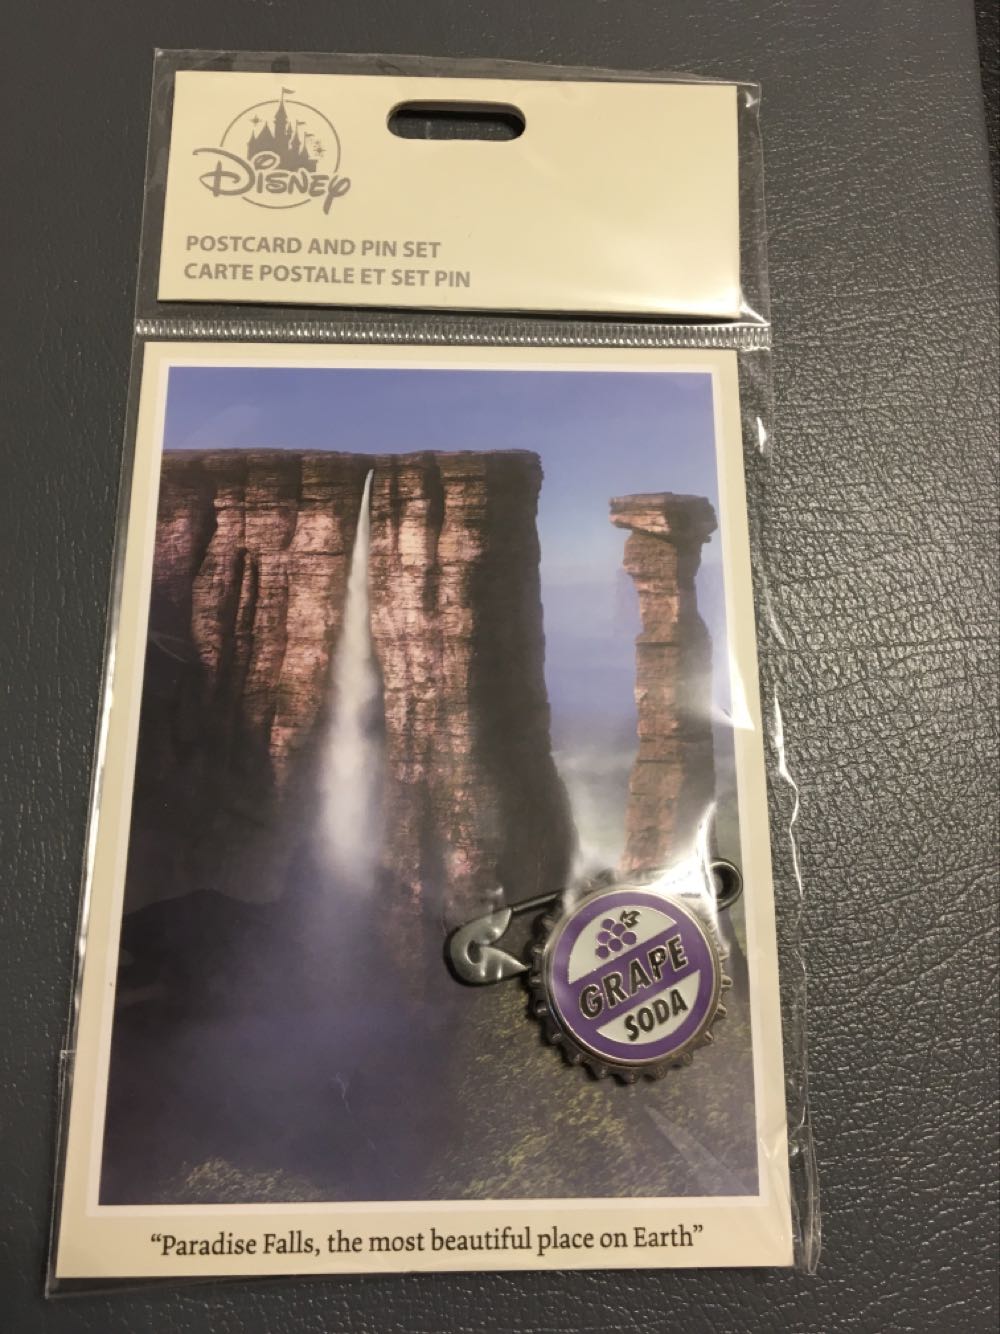 DISNEY
POSTCARD AND PIN SET
CARTE POSTALE ET SET PIN
GRAPE
SODA
“Paradise Falls, the most beautiful place on Earth”